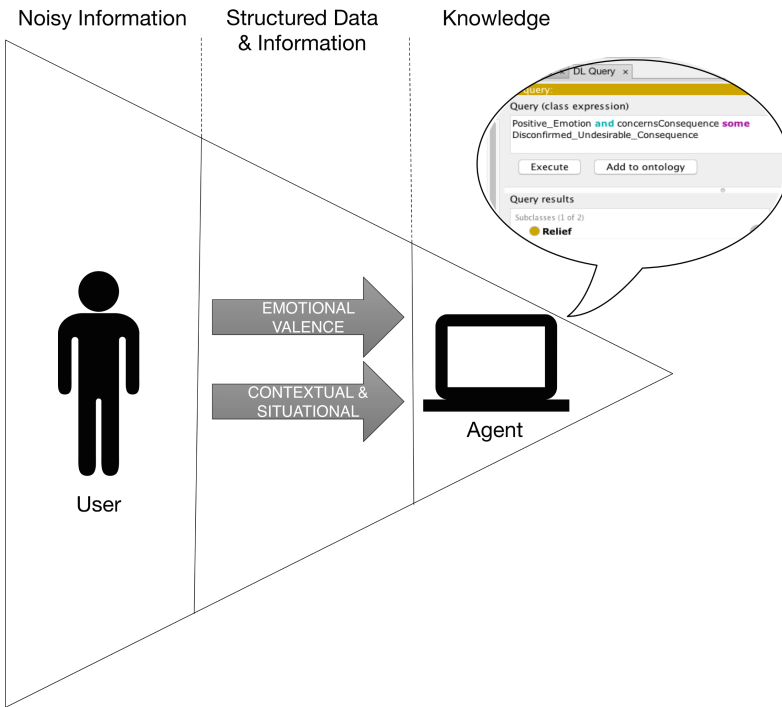 Noisy Information
Structured Data
& Information
Knowledge
DL Query ×
query:
Query (class expression)
Positive_Emotion and concernsConsequence some
Disconfirmed_Undesirable_Consequence
Execute
Add to ontology
Query results
Subclasses (1 of 2)
Relief
EMOTIONAL
VALENCE
CONTEXTUAL &
SITUATIONAL
Agent
User